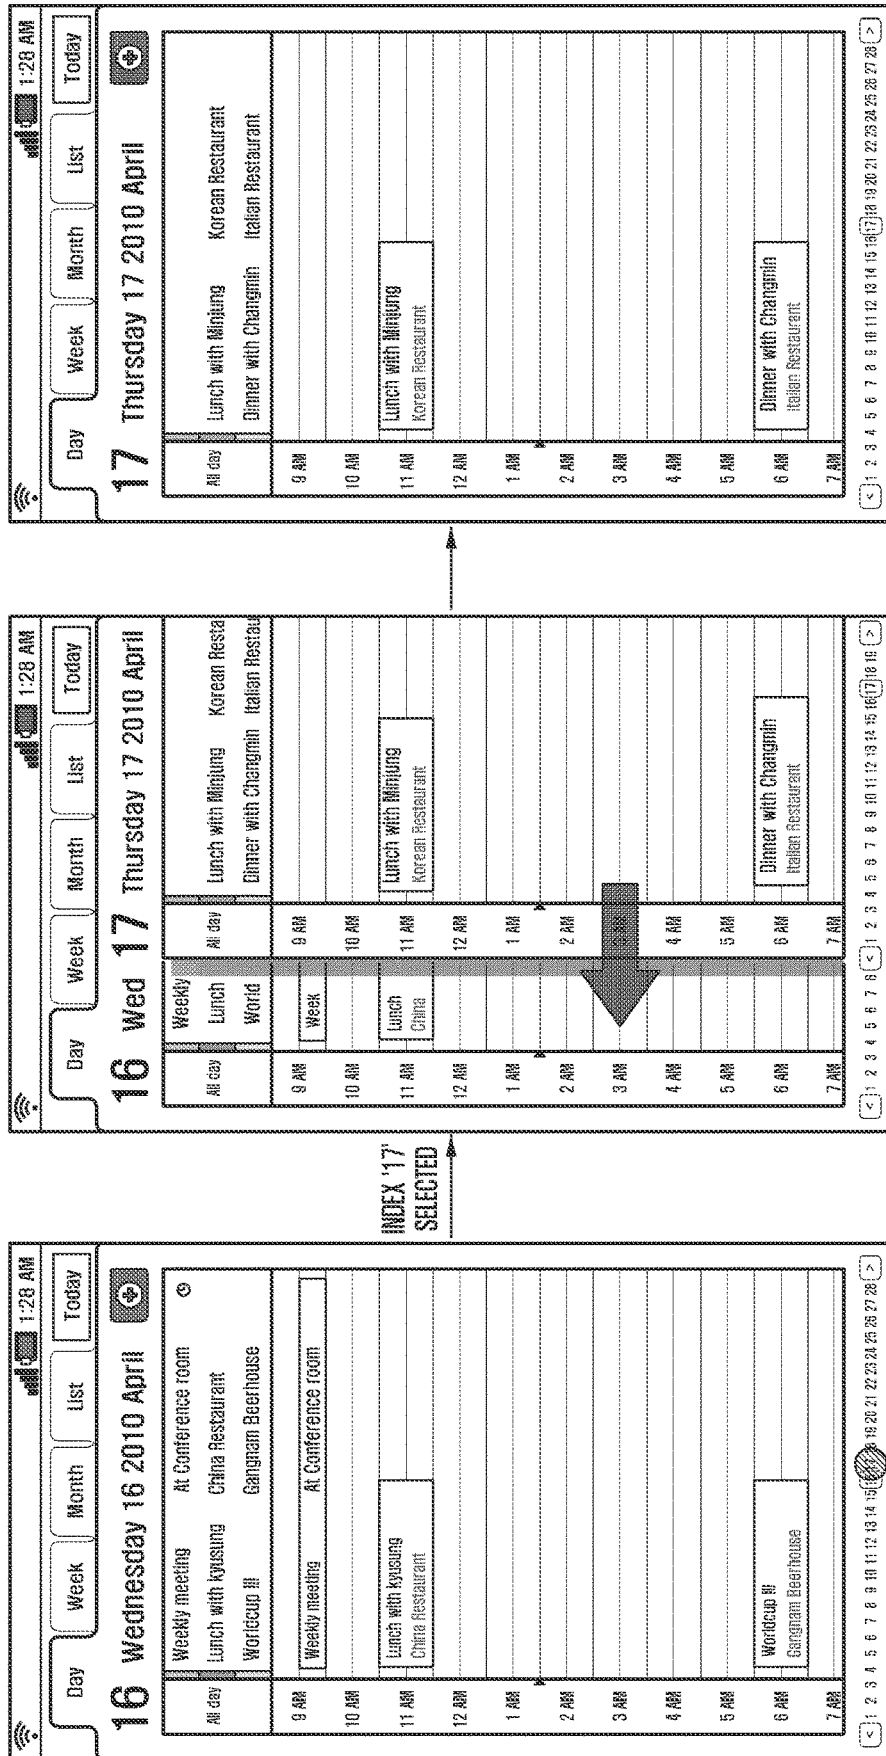 1:28 AM
Day Week Month List Today
16 Wednesday 16 2010 April
All day
Weekly meeting At Conference room
Lunch with kyusung China Restaurant
Worldcup !!! Gangnam Beerhouse
9 AM
Weekly meeting At Conference room
10 AM
11 AM
Lunch with kyusung
China Restaurant
12 AM
1 AM
2 AM
3 AM
4 AM
5 AM
6 AM
Worldcup !!!
Gangnam Beerhouse
7 AM
< 1 2 3 4 5 6 7 8 9 10 11 12 13 14 15 18 19 20 21 22 23 24 25 26 27 28 >
INDEX '17'
SELECTED
1:28 AM
Day Week Month List Today
16 Wed 17 Thursday 17 2010 April
All day
Weekly
Lunch
World
9 AM
Week
10 AM
11 AM
Lunch
China
12 AM
1 AM
2 AM
3 AM
4 AM
5 AM
6 AM
7 AM
< 1 2 3 4 5 6 7 8
All day
Lunch with Minjung Korean Resta
Dinner with Changmin Italian Restau
9 AM
10 AM
11 AM
Lunch with Minjung
Korean Restaurant
12 AM
1 AM
2 AM
4 AM
5 AM
6 AM
Dinner with Changmin
Italian Restaurant
7 AM
< 1 2 3 4 5 6 7 8 9 10 11 12 13 14 15 16 17 18 19 >
1:28 AM
Day Week Month List Today
17 Thursday 17 2010 April
All day
Lunch with Minjung Korean Restaurant
Dinner with Changmin Italian Restaurant
9 AM
10 AM
11 AM
Lunch with Minjung
Korean Restaurant
12 AM
1 AM
2 AM
3 AM
4 AM
5 AM
6 AM
Dinner with Changmin
Italian Restaurant
7 AM
< 1 2 3 4 5 6 7 8 9 10 11 12 13 14 15 16 17 18 19 20 21 22 23 24 25 26 27 28 >